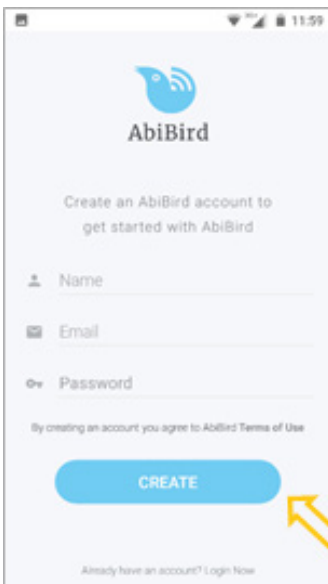 11:59
AbiBird
Create an AbiBird account to
get started with AbiBird
Name
Email
Password
By creating an account you agree to AbiBird Terms of Use
CREATE
Already have an account? Login Now